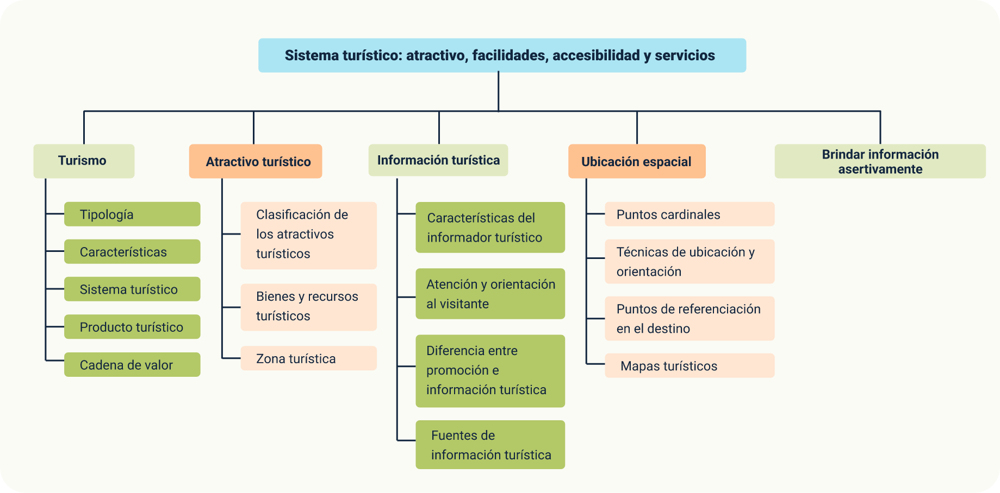 Sistema turístico: atractivo, facilidades, accesibilidad y servicios
Turismo
Tipología
Características
Sistema turístico
Producto turístico
Cadena de valor
Atractivo turístico
Clasificación de
los atractivos
turísticos
Bienes y recursos
turísticos
Zona turística
Información turística
Características del
informador turístico
Atención y orientación
al visitante
Diferencia entre
promoción e
información turística
Fuentes de
información turística
Ubicación espacial
Puntos cardinales
Técnicas de ubicación y
orientación
Puntos de referenciación
en el destino
Mapas turísticos
Brindar información
asertivamente